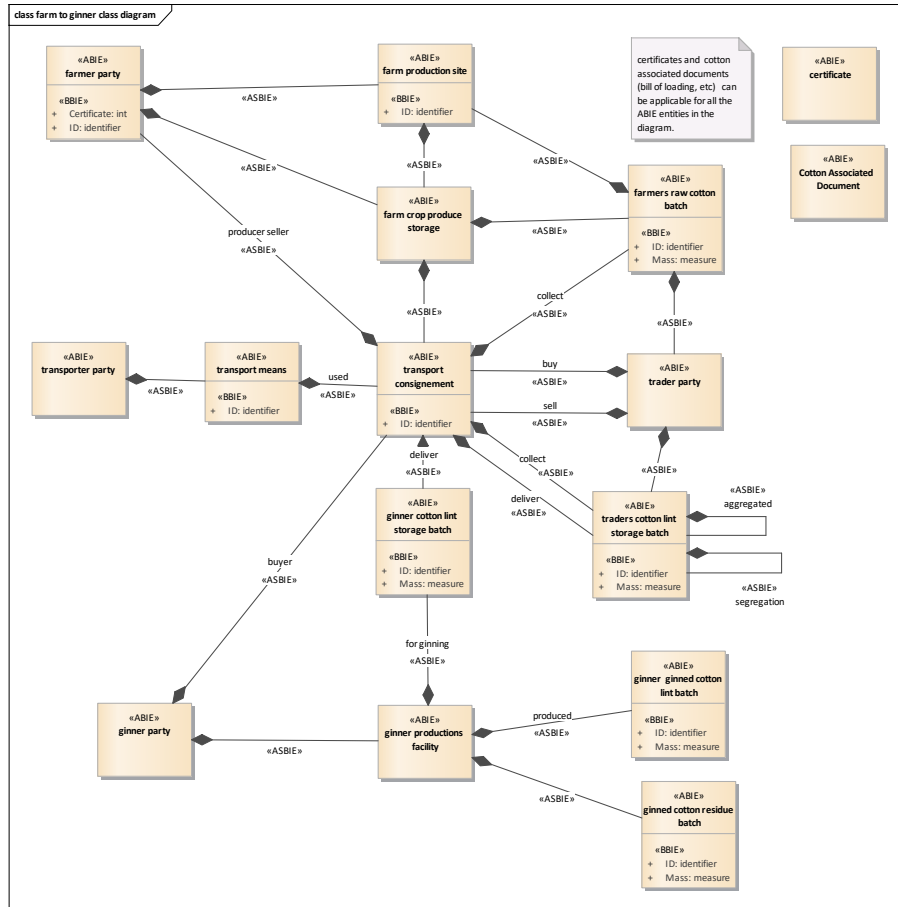 class farm to ginner class diagram
«ABIE»
farmer party
«BBIE»
+ Certificate: int
+ ID: identifier
«ASBIE»
«ABIE»
farm production site
«BBIE»
+ ID: identifier
certificates and cotton
associated documents
(bill of loading, etc) can
be applicable for all the
ABIE entities in the
diagram.
«ABIE»
certificate
«ABIE»
Cotton Associated
Document
«ASBIE»
«ASBIE»
«ASBIE»
«ABIE»
farm crop produce
storage
«ABIE»
farmers raw cotton
batch
«BBIE»
+ ID: identifier
+ Mass: measure
«ASBIE»
producer seller
«ASBIE»
«ASBIE»
collect
«ASBIE»
«ASBIE»
«ABIE»
transporter party
«ASBIE»
«ABIE»
transport means
«BBIE»
+ ID: identifier
used
«ASBIE»
«ABIE»
transport
consignement
«BBIE»
+ ID: identifier
buy
«ASBIE»
sell
«ASBIE»
«ABIE»
trader party
«ASBIE»
collect
«ASBIE»
deliver
«ASBIE»
deliver
«ASBIE»
«ABIE»
ginner cotton lint
storage batch
«BBIE»
+ ID: identifier
+ Mass: measure
«ABIE»
traders cotton lint
storage batch
«BBIE»
+ ID: identifier
+ Mass: measure
«ASBIE»
aggregated
«ASBIE»
segregation
buyer
«ASBIE»
for ginning
«ASBIE»
«ABIE»
ginner party
«ASBIE»
«ABIE»
ginner productions
facility
produced
«ASBIE»
«ABIE»
ginner ginned cotton
lint batch
«BBIE»
+ ID: identifier
+ Mass: measure
«ASBIE»
«ABIE»
ginned cotton residue
batch
«BBIE»
+ ID: identifier
+ Mass: measure